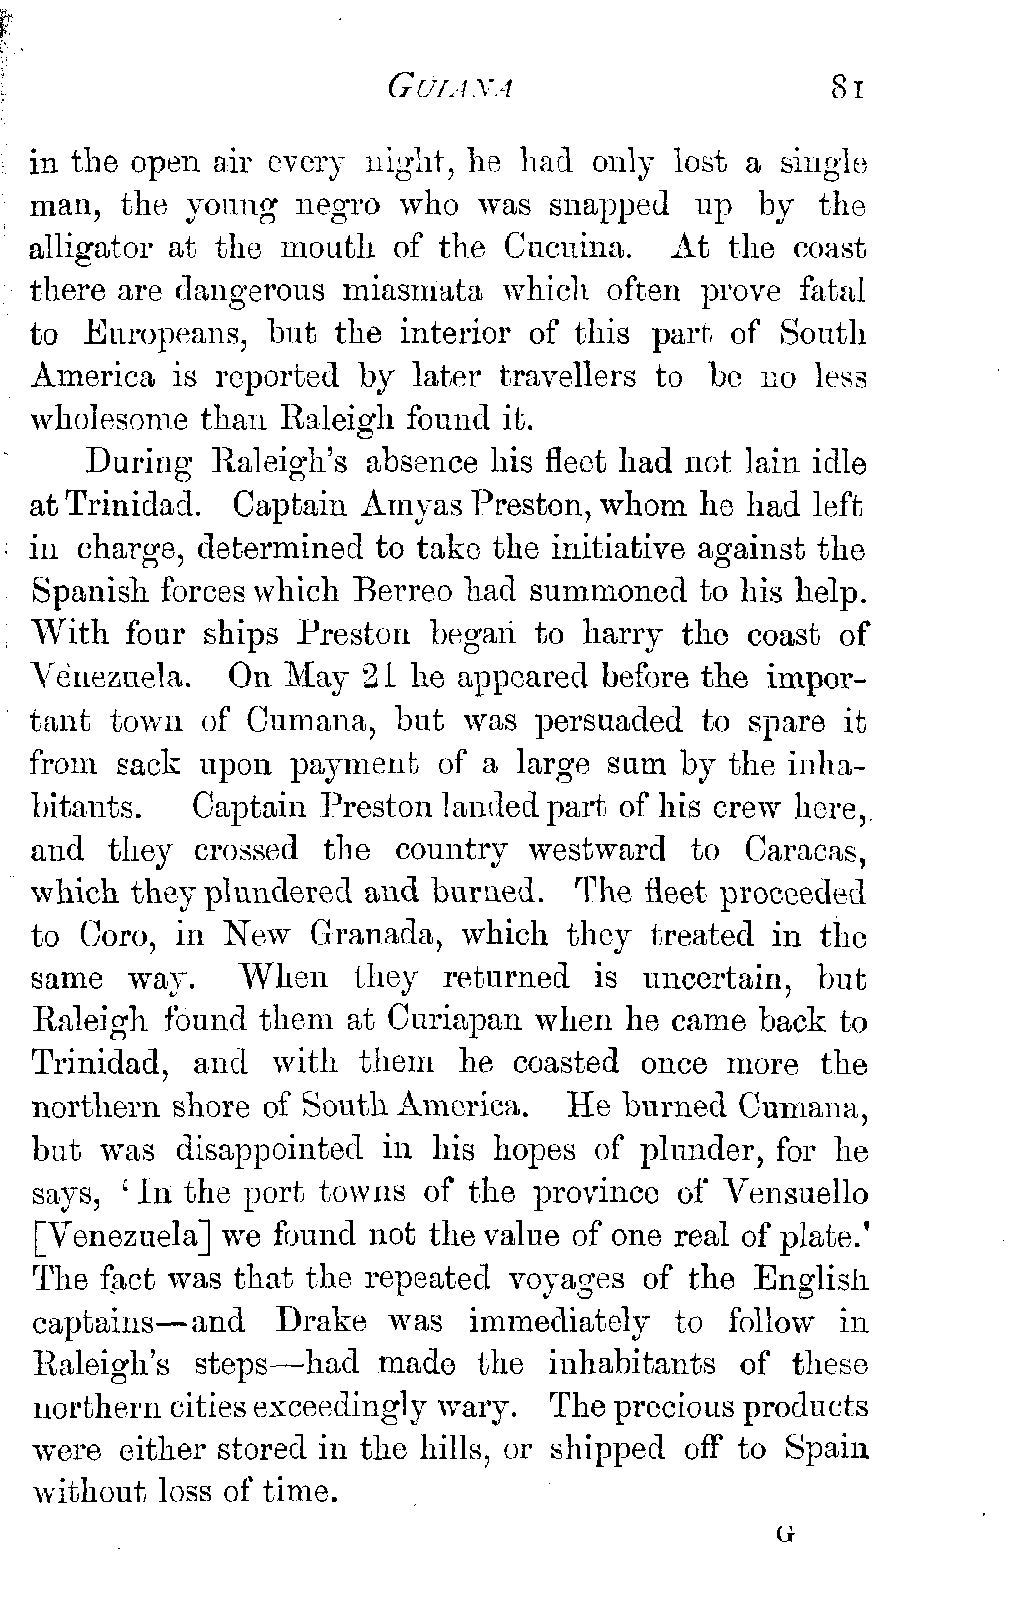 GUIANA 81
in the open air every night, he had only lost a single
man, the young negro who was snapped up by the
alligator at the mouth of the Cucuina. At the coast
there are dangerous miasmata which often prove fatal
to Europeans, but the interior of this part of South
America is reported by later travellers to be no less
wholesome than Raleigh found it.
During Raleigh's absence his fleet had not lain idle
at Trinidad. Captain Amyas Preston, whom he had left
in charge, determined to take the initiative against the
Spanish forces which Berreo had summoned to his help.
With four ships Preston began to harry the coast of
Venezuela. On May 21 he appeared before the impor-
tant town of Cumana, but was persuaded to spare it
from sack upon payment of a large sum by the inha-
bitants. Captain Preston landed part of his crew here,
and they crossed the country westward to Caracas,
which they plundered and burned. The fleet proceeded
to Coro, in New Granada, which they treated in the
same way. When they returned is uncertain, but
Raleigh found them at Curiapan when he came back to
Trinidad, and with them he coasted once more the
northern shore of South America. He burned Cumana,
but was disappointed in his hopes of plunder, for he
says, 'In the port towns of the province of Vensuello
[Venezuela] we found not the value of one real of plate.'
The fact was that the repeated voyages of the English
captains—and Drake was immediately to follow in
Raleigh's steps—had made the inhabitants of these
northern cities exceedingly wary. The precious products
were either stored in the hills, or shipped off to Spain
without loss of time.
G